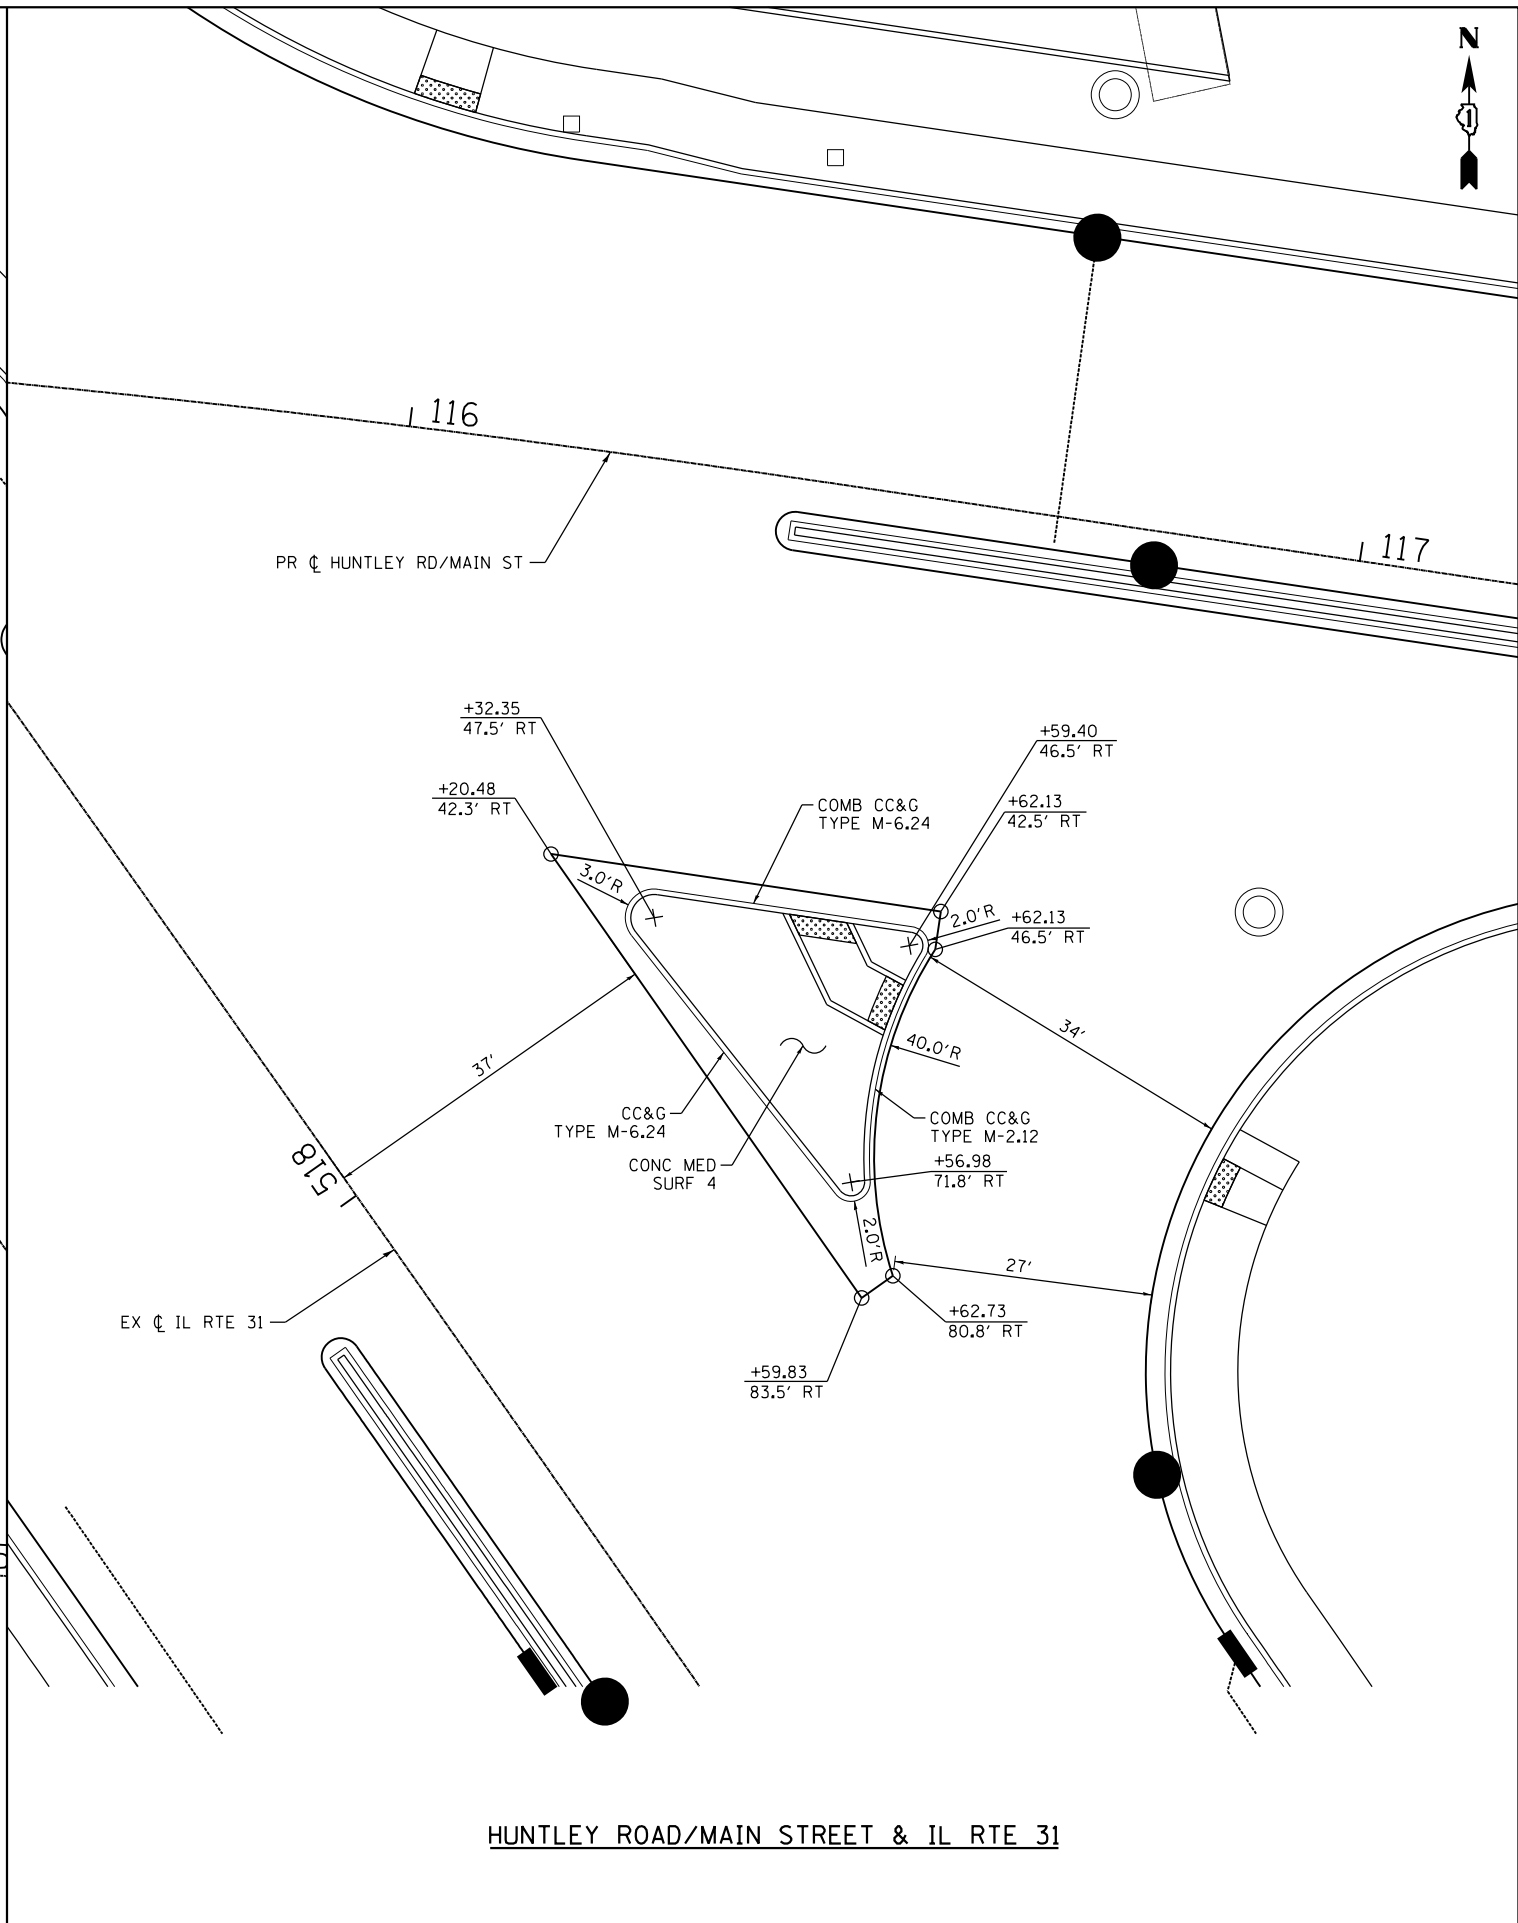 N
1
116
117
PR ℄ HUNTLEY RD/MAIN ST
+32.35
47.5' RT
+59.40
46.5' RT
+20.48
42.3' RT
COMB CC&G
TYPE M-6.24
+62.13
42.5' RT
3.0'R
2.0'R
+62.13
46.5' RT
34'
40.0'R
37'
CC&G
TYPE M-6.24
COMB CC&G
TYPE M-2.12
CONC MED
SURF 4
+56.98
71.8' RT
518
2.0'R
27'
EX ℄ IL RTE 31
+62.73
80.8' RT
+59.83
83.5' RT
HUNTLEY ROAD/MAIN STREET & IL RTE 31